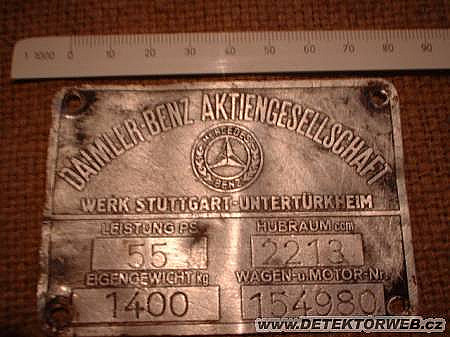 1 1000 0 10 20 30 40 50 60 70 80 90
DAIMLER-BENZ AKTIENGESELLSCHAFT
MERCEDES
BENZ
WERK STUTTGART-UNTERTÜRKHEIM
LEISTUNG PS HUBRAUM ccm
55 2213
EIGENGEWICHT kg WAGEN-u MOTOR-Nr.
1400 154980
WWW.DETEKTORWEB.CZ